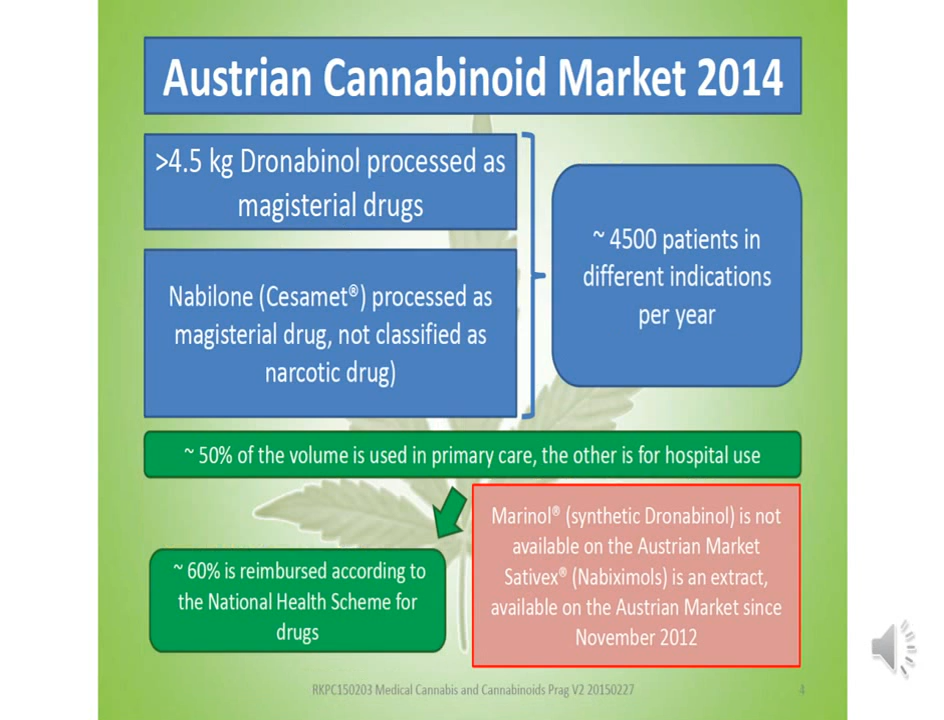 Austrian Cannabinoid Market 2014
>4.5 kg Dronabinol processed as
magisterial drugs
Nabilone (Cesamet®) processed as
magisterial drug, not classified as
narcotic drug)
~ 4500 patients in
different indications
per year
~ 50% of the volume is used in primary care, the other is for hospital use
~ 60% is reimbursed according to
the National Health Scheme for
drugs
Marinol® (synthetic Dronabinol) is not
available on the Austrian Market
Sativex® (Nabiximols) is an extract,
available on the Austrian Market since
November 2012
RKPC150203 Medical Cannabis and Cannabinoids Prag V2 20150227
4